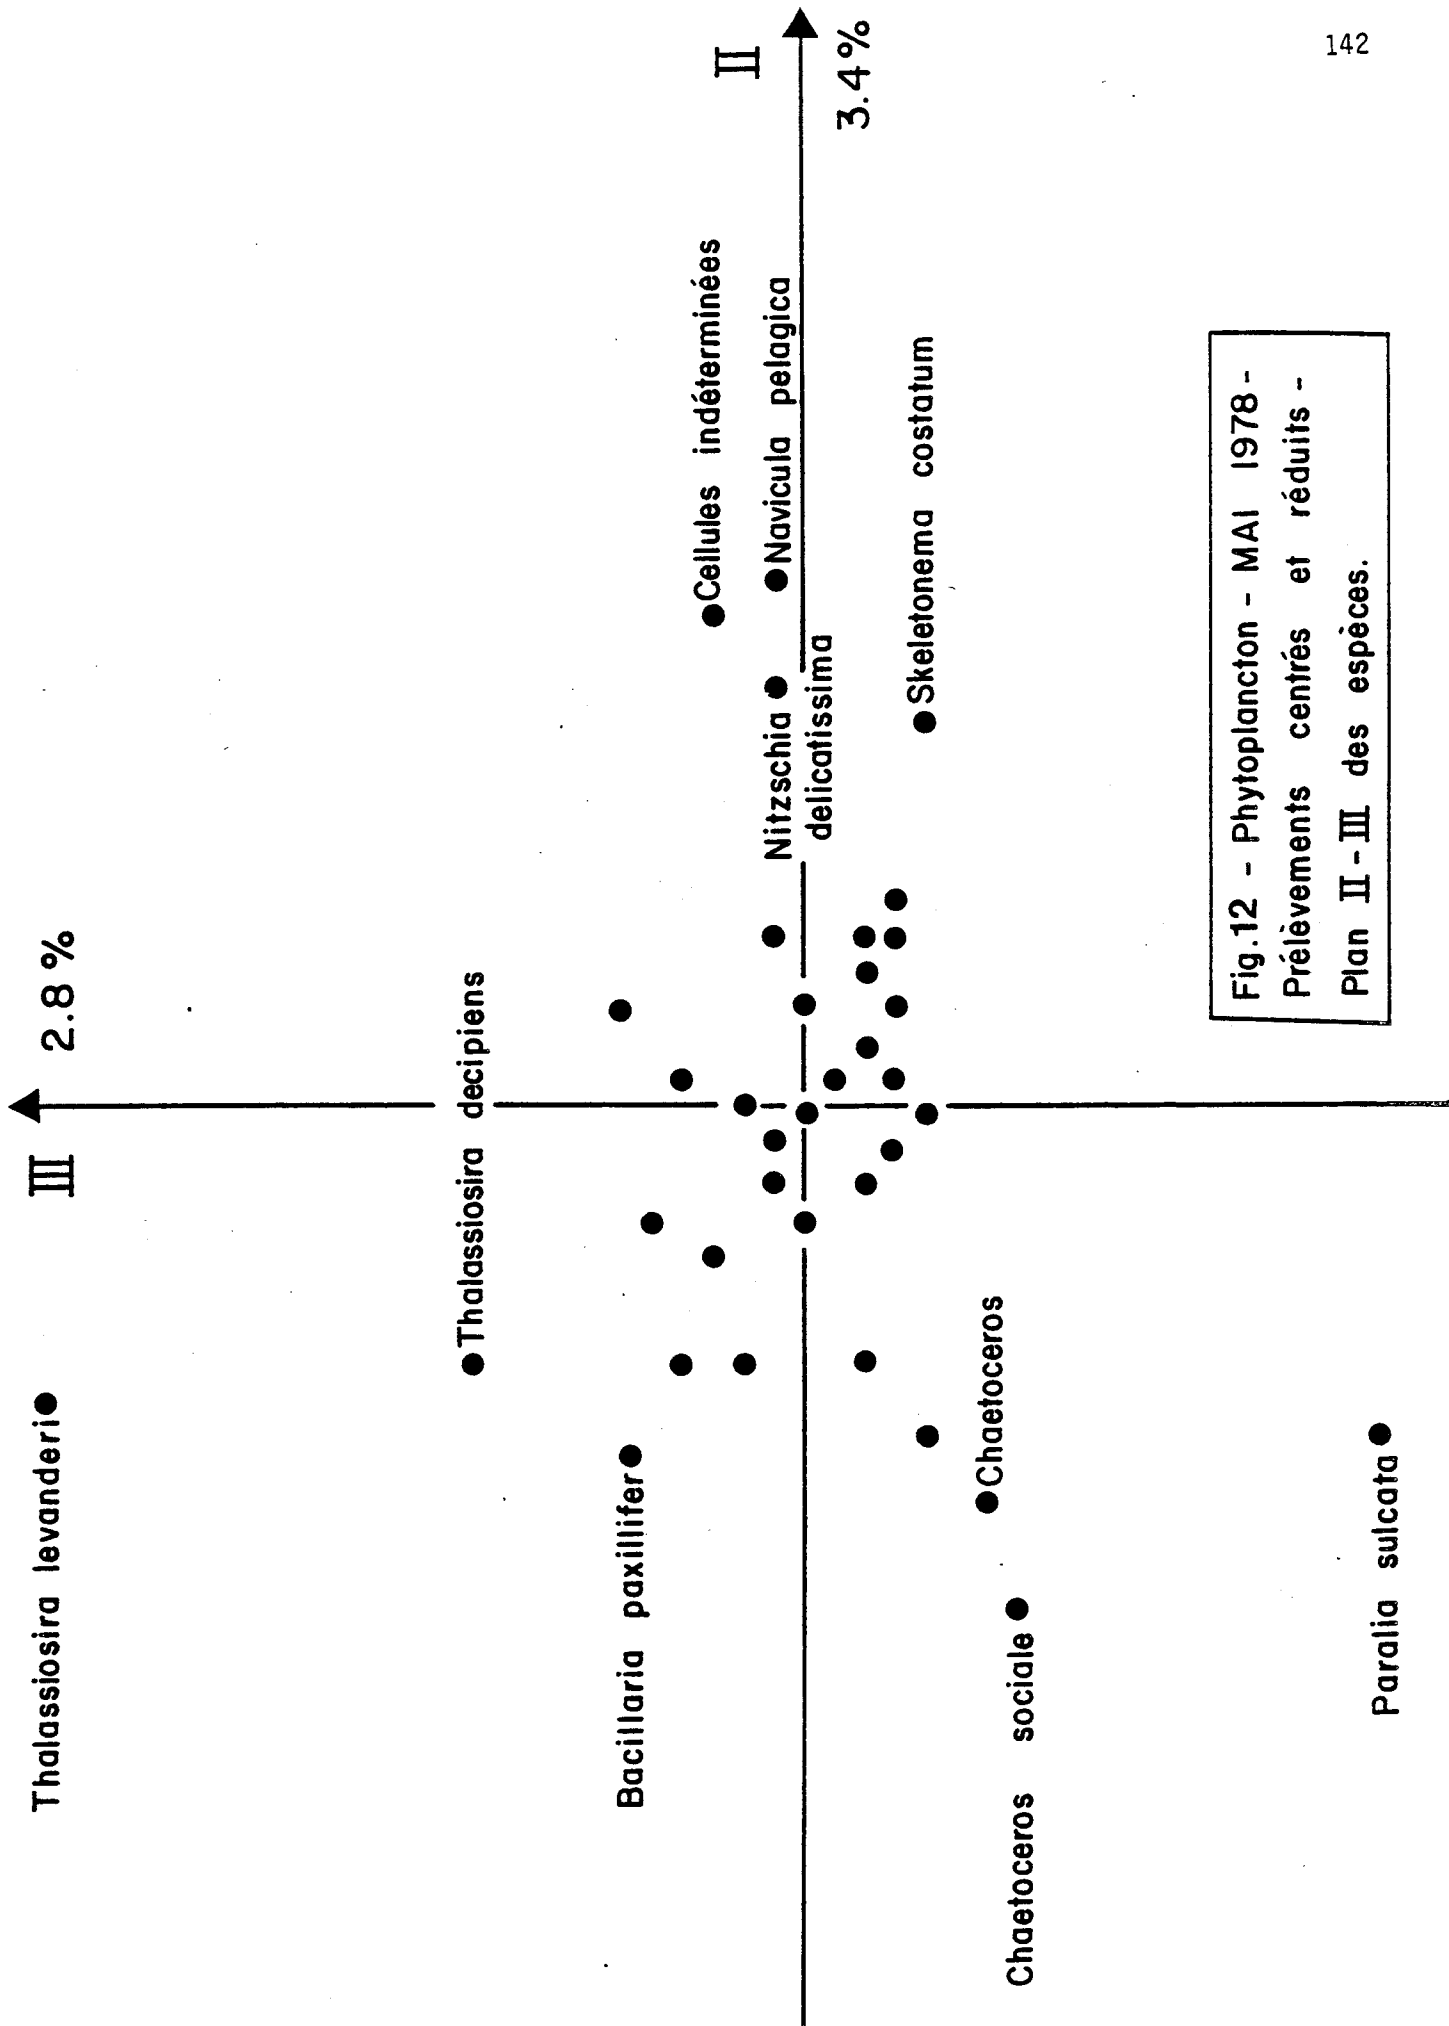 142
III 2.8 %
Thalassiosira levanderi
Thalassiosira decipiens
Bacillaria paxillifer
Cellules indéterminées
II
Nitzschia
delicatissima
Navicula pelagica
3.4%
Skeletonema costatum
Chaetoceros
Chaetoceros sociale
Paralia sulcata
Fig.12 - Phytoplancton - MAI 1978 -
Prélèvements centrés et réduits -
Plan II-III des espèces.